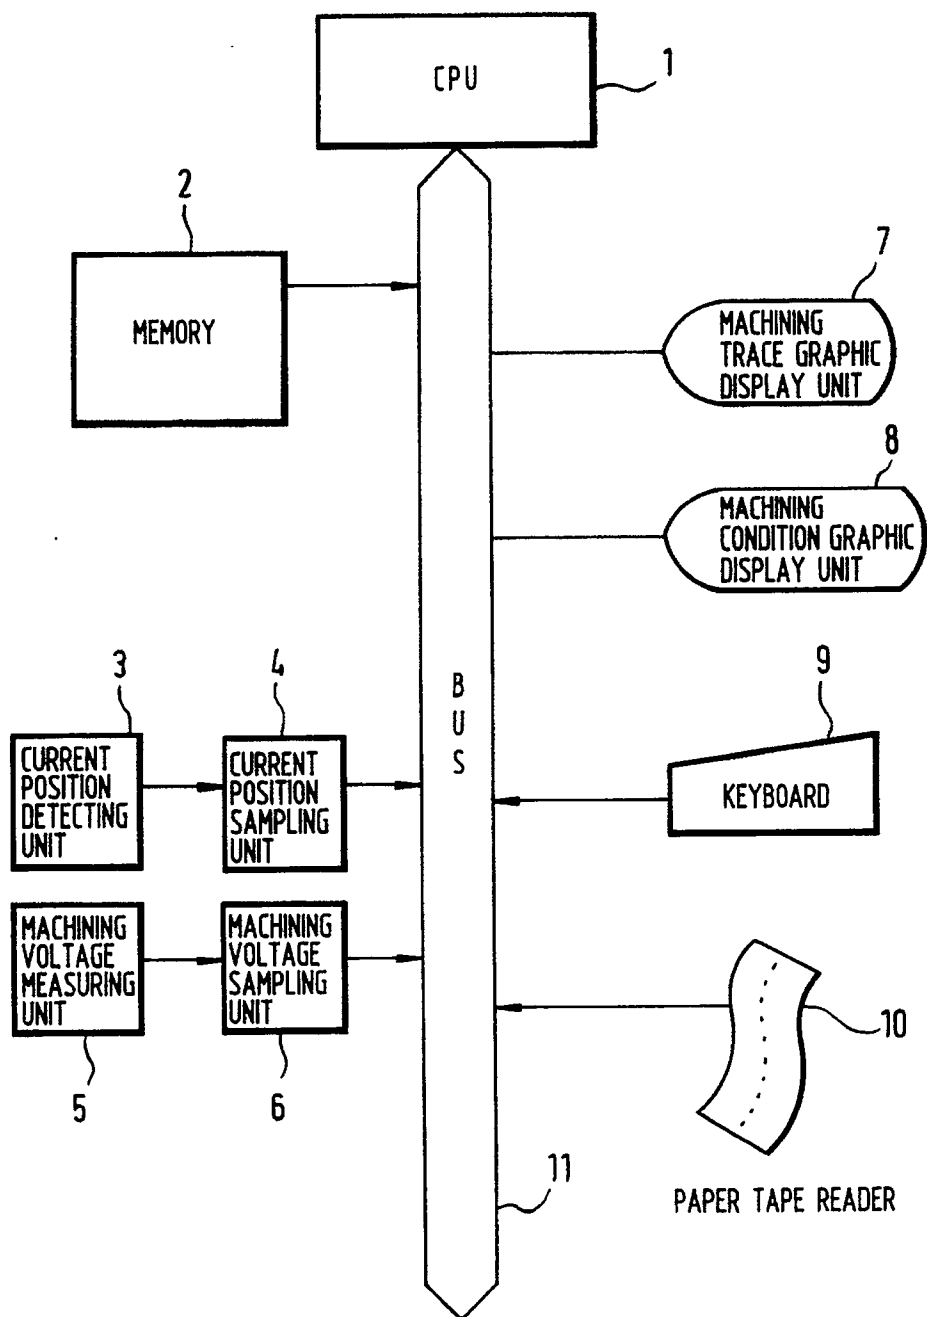 CPU
1
2
MEMORY
7
MACHINING
TRACE GRAPHIC
DISPLAY UNIT
8
MACHINING
CONDITION GRAPHIC
DISPLAY UNIT
B
U
S
3
CURRENT
POSITION
DETECTING
UNIT
4
CURRENT
POSITION
SAMPLING
UNIT
9
KEYBOARD
MACHINING
VOLTAGE
MEASURING
UNIT
5
MACHINING
VOLTAGE
SAMPLING
UNIT
6
10
PAPER TAPE READER
11